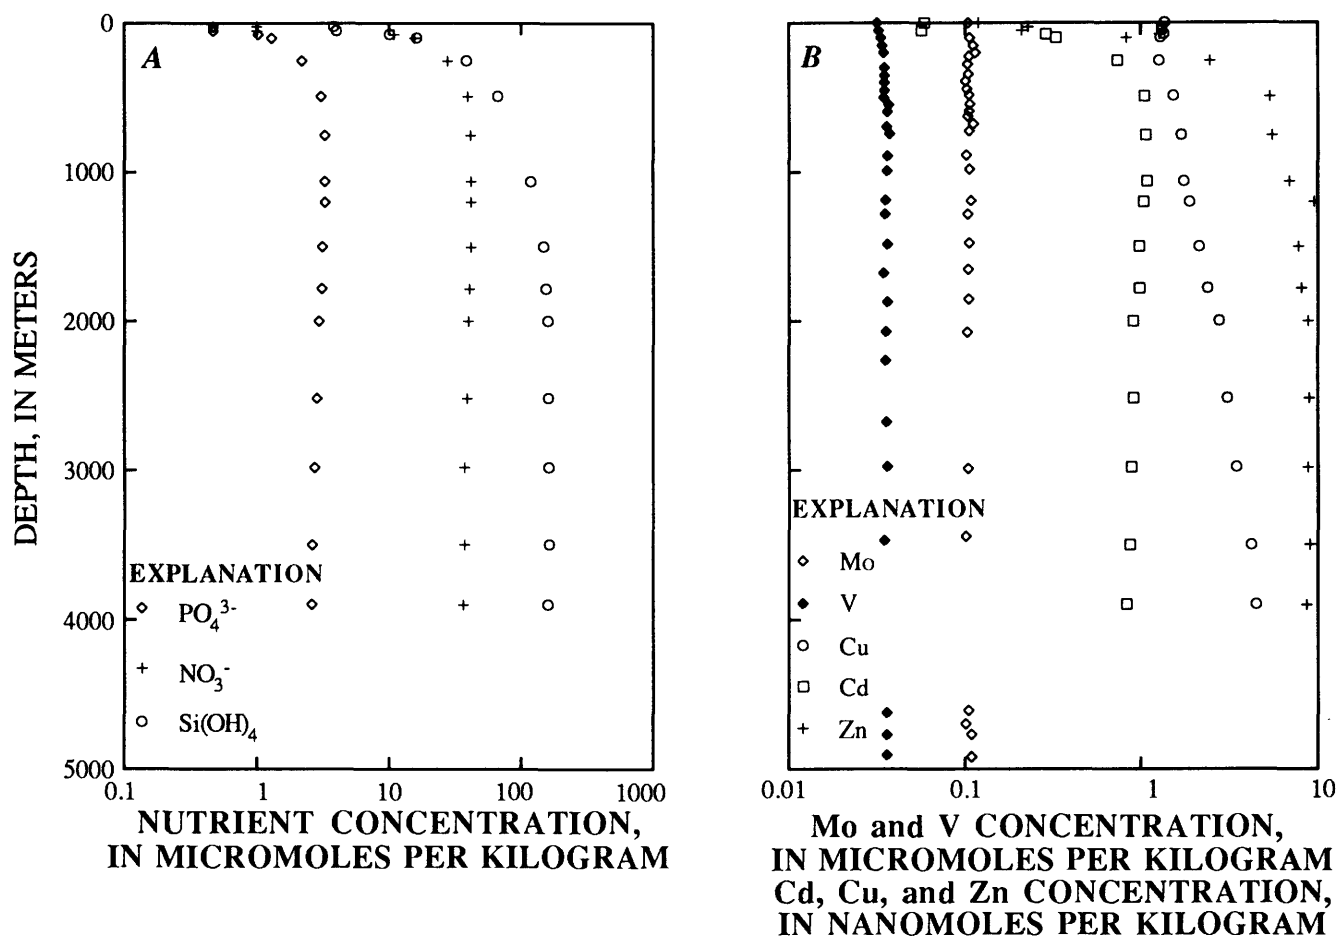 A
0
1000
2000
3000
4000
5000
DEPTH, IN METERS
EXPLANATION
PO₄³⁻
NO₃⁻
Si(OH)₄
0.1 1 10 100 1000
NUTRIENT CONCENTRATION,
IN MICROMOLES PER KILOGRAM
B
EXPLANATION
Mo
V
Cu
Cd
Zn
0.01 0.1 1 10
Mo and V CONCENTRATION,
IN MICROMOLES PER KILOGRAM
Cd, Cu, and Zn CONCENTRATION,
IN NANOMOLES PER KILOGRAM